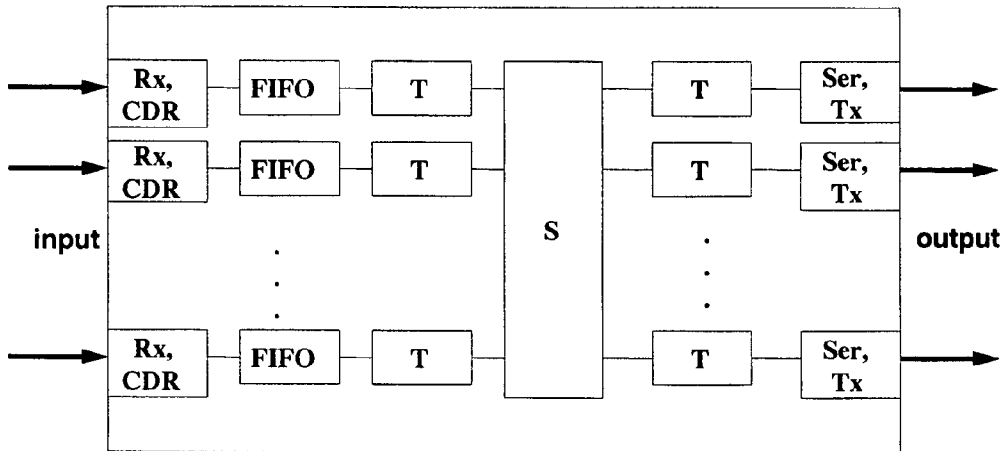 Rx,
CDR
FIFO
T
T
Ser,
Tx
Rx,
CDR
FIFO
T
T
Ser,
Tx
input
S
output
Rx,
CDR
FIFO
T
T
Ser,
Tx